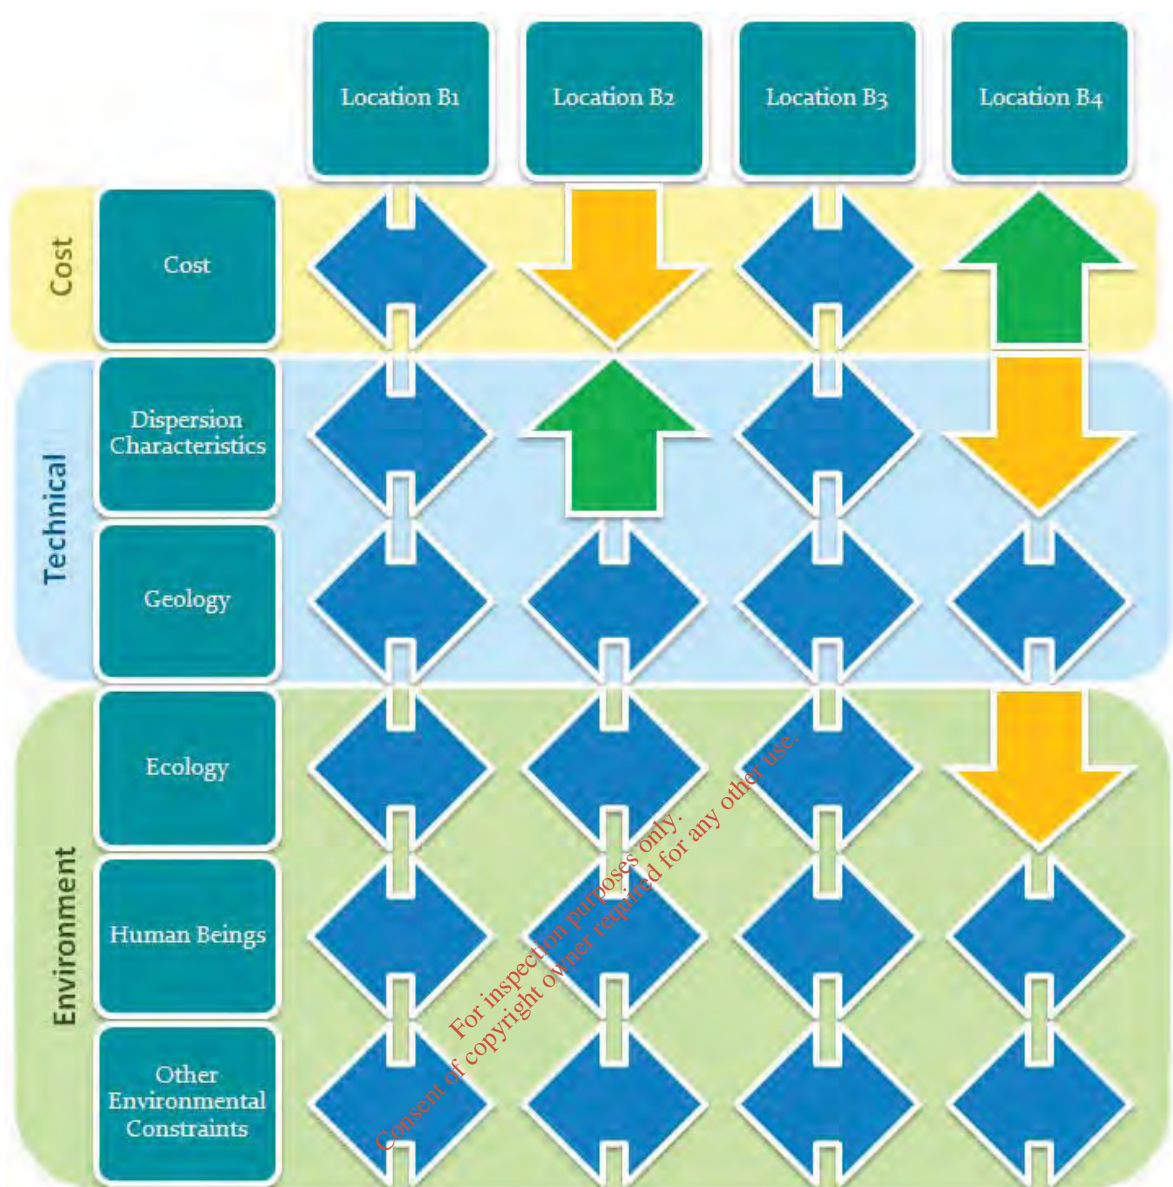 Location B1
Location B2
Location B3
Location B4
Cost
Cost
Technical
Dispersion
Characteristics
Geology
Environment
Ecology
Human Beings
Other
Environmental
Constraints
For inspection purposes only.
Consent of copyright owner required for any other use.